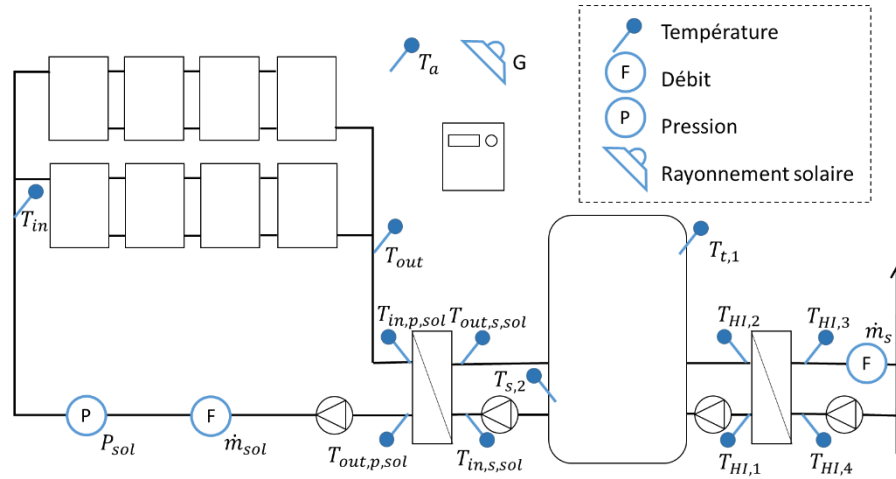 Température
T_a
G
F
Débit
P
Pression
Rayonnement solaire
T_in
T_out
T_t,1
T_in,p,sol
T_out,s,sol
T_HI,2
T_HI,3
ṁ_s
T_s,2
F
P
F
P_sol
ṁ_sol
T_out,p,sol
T_in,s,sol
T_HI,1
T_HI,4